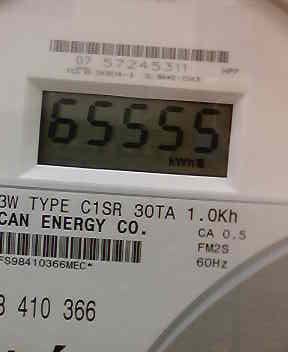 07 57245311
65555
kWh
3W TYPE C1SR 30TA 1.0Kh
CAN ENERGY CO.
CA 0.5
FM2S
60Hz
FS98410366MEC*
410 366